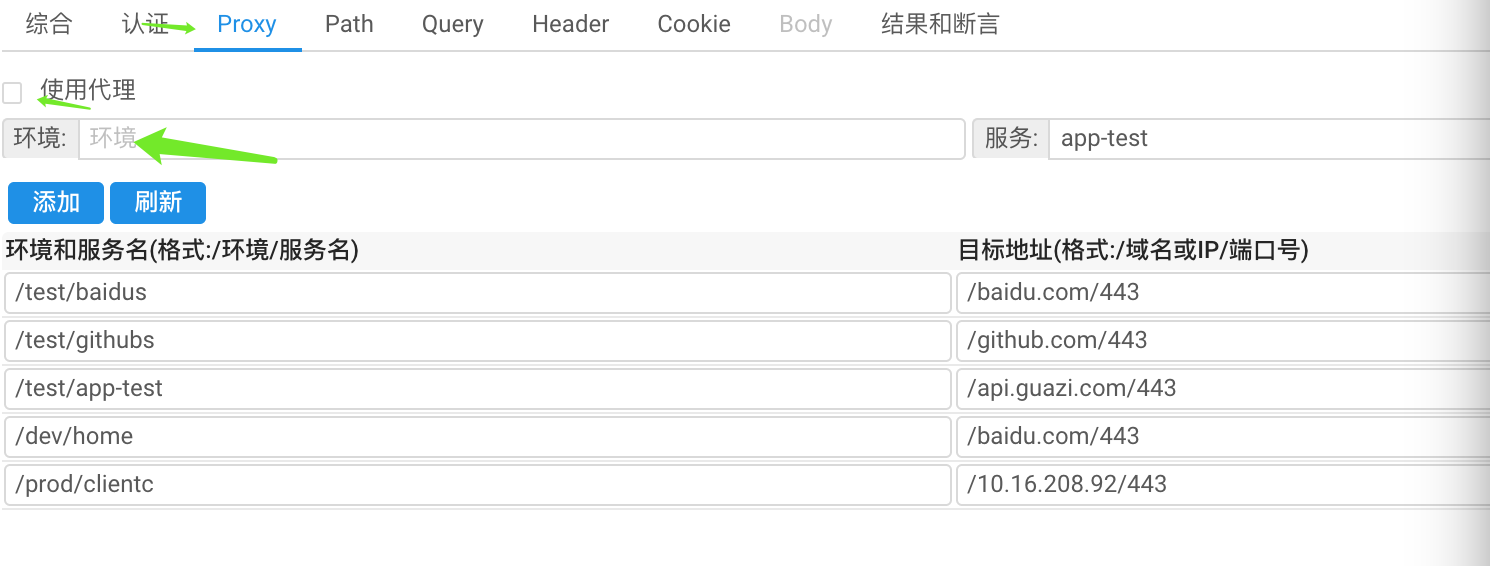 综合 认证 Proxy Path Query Header Cookie Body 结果和断言
使用代理
环境: 环境 服务: app-test
添加 刷新
环境和服务名(格式:/环境/服务名) 目标地址(格式:/域名或IP/端口号)
/test/baidus /baidu.com/443
/test/githubs /github.com/443
/test/app-test /api.guazi.com/443
/dev/home /baidu.com/443
/prod/clientc /10.16.208.92/443